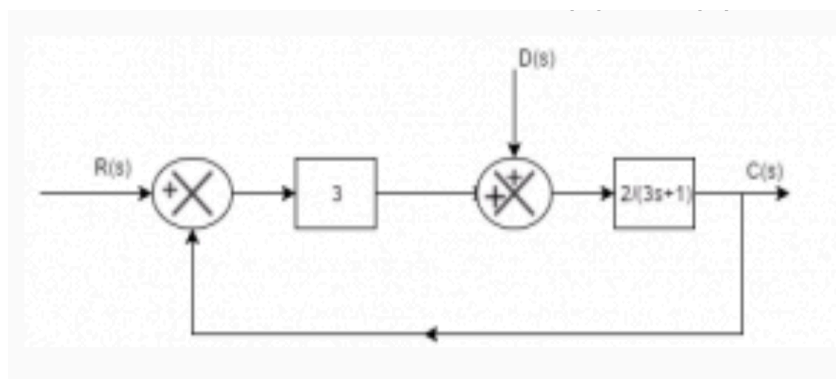 D(s)
R(s)
C(s)
+
3
+
+
2/(3s+1)